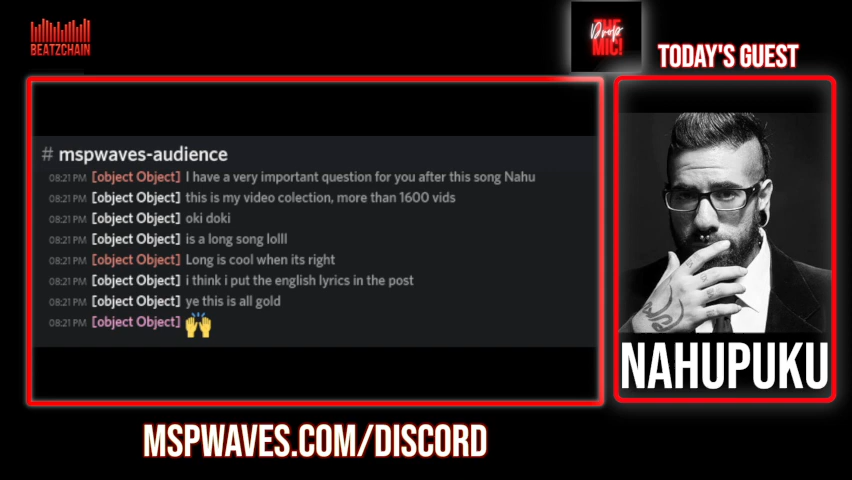 BEATZCHAIN
THE
Drop
MIC!
TODAY'S GUEST
# mspwaves-audience
08:21 PM [object Object] I have a very important question for you after this song Nahu
08:21 PM [object Object] this is my video colection, more than 1600 vids
08:21 PM [object Object] oki doki
08:21 PM [object Object] is a long song lolll
08:21 PM [object Object] Long is cool when its right
08:21 PM [object Object] i think i put the english lyrics in the post
08:21 PM [object Object] ye this is all gold
08:21 PM [object Object] 🙌
NAHUPUKU
MSPWAVES.COM/DISCORD